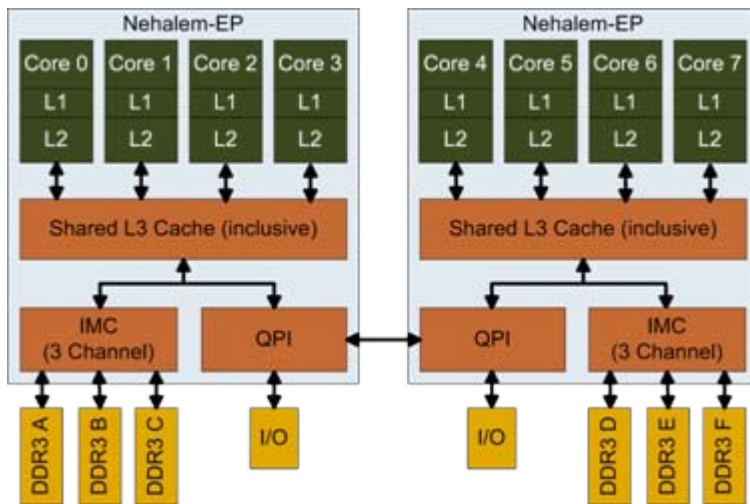 Nehalem-EP
Core 0 Core 1 Core 2 Core 3
L1 L1 L1 L1
L2 L2 L2 L2
Shared L3 Cache (inclusive)
IMC
(3 Channel)
QPI
DDR3 A
DDR3 B
DDR3 C
I/O
Nehalem-EP
Core 4 Core 5 Core 6 Core 7
L1 L1 L1 L1
L2 L2 L2 L2
Shared L3 Cache (inclusive)
QPI
IMC
(3 Channel)
I/O
DDR3 D
DDR3 E
DDR3 F